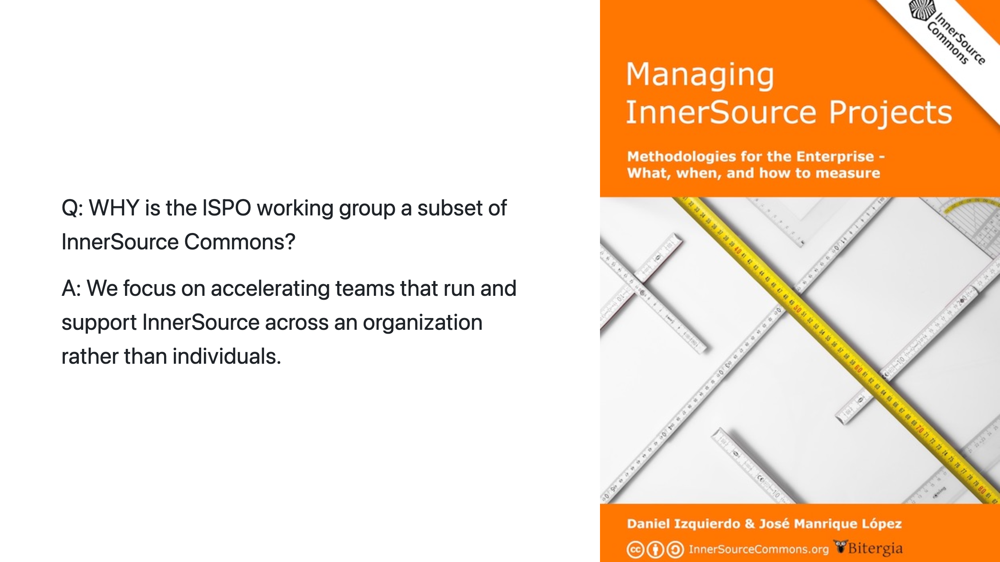 Q: WHY is the ISPO working group a subset of
InnerSource Commons?
A: We focus on accelerating teams that run and
support InnerSource across an organization
rather than individuals.
InnerSource
Commons
Managing
InnerSource Projects
Methodologies for the Enterprise -
What, when, and how to measure
Daniel Izquierdo & José Manrique López
cc InnerSourceCommons.org Bitergia